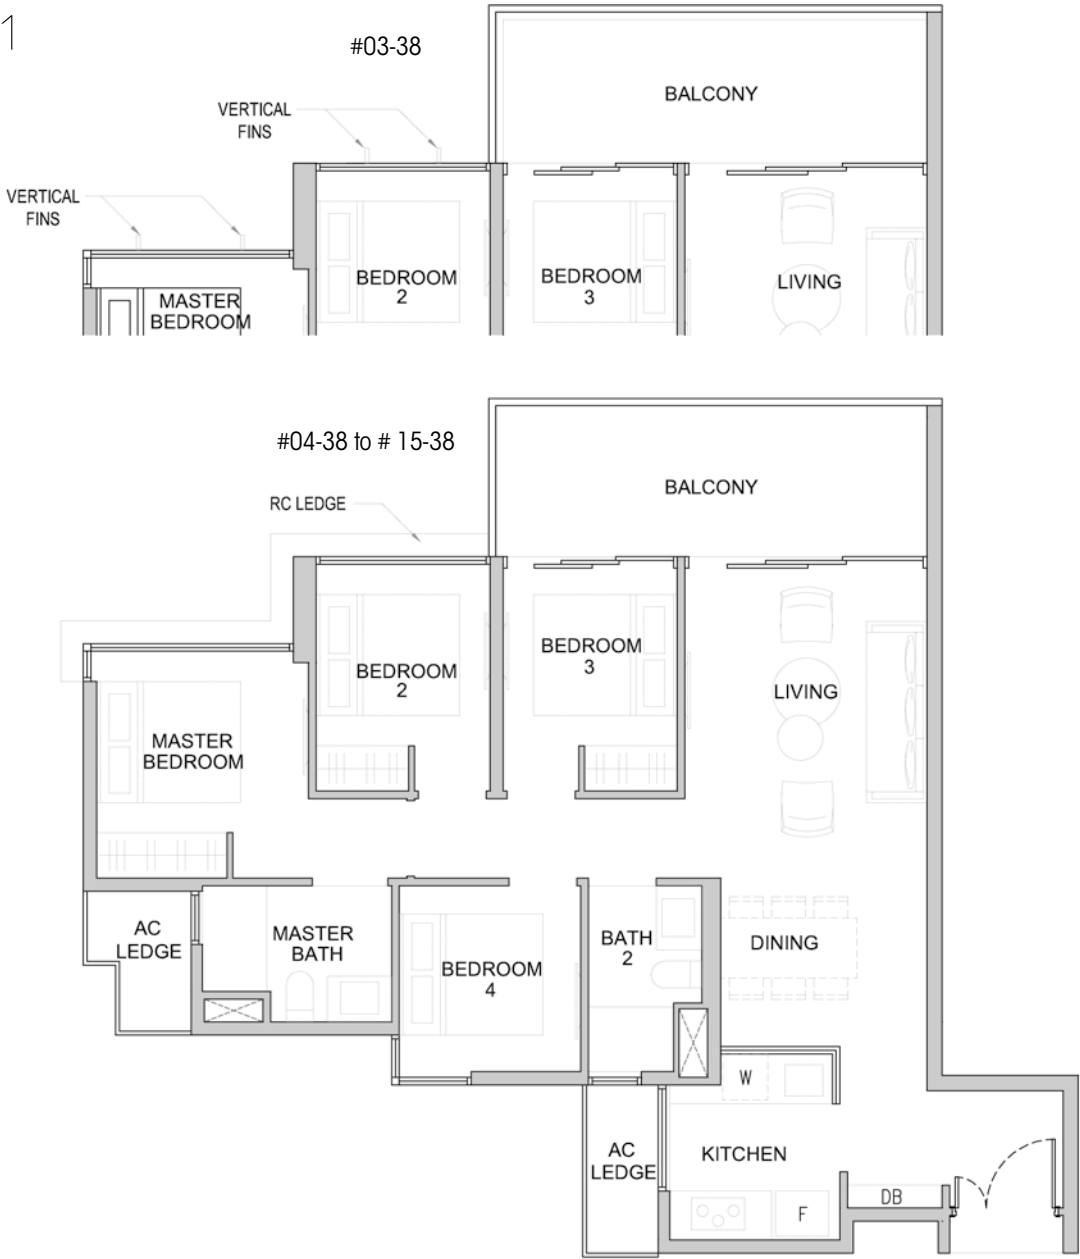 1
#03-38
BALCONY
VERTICAL
FINS
VERTICAL
FINS
BEDROOM
2
BEDROOM
3
LIVING
MASTER
BEDROOM
#04-38 to # 15-38
BALCONY
RC LEDGE
BEDROOM
2
BEDROOM
3
LIVING
MASTER
BEDROOM
AC
LEDGE
MASTER
BATH
BEDROOM
4
BATH
2
DINING
W
AC
LEDGE
KITCHEN
DB
F